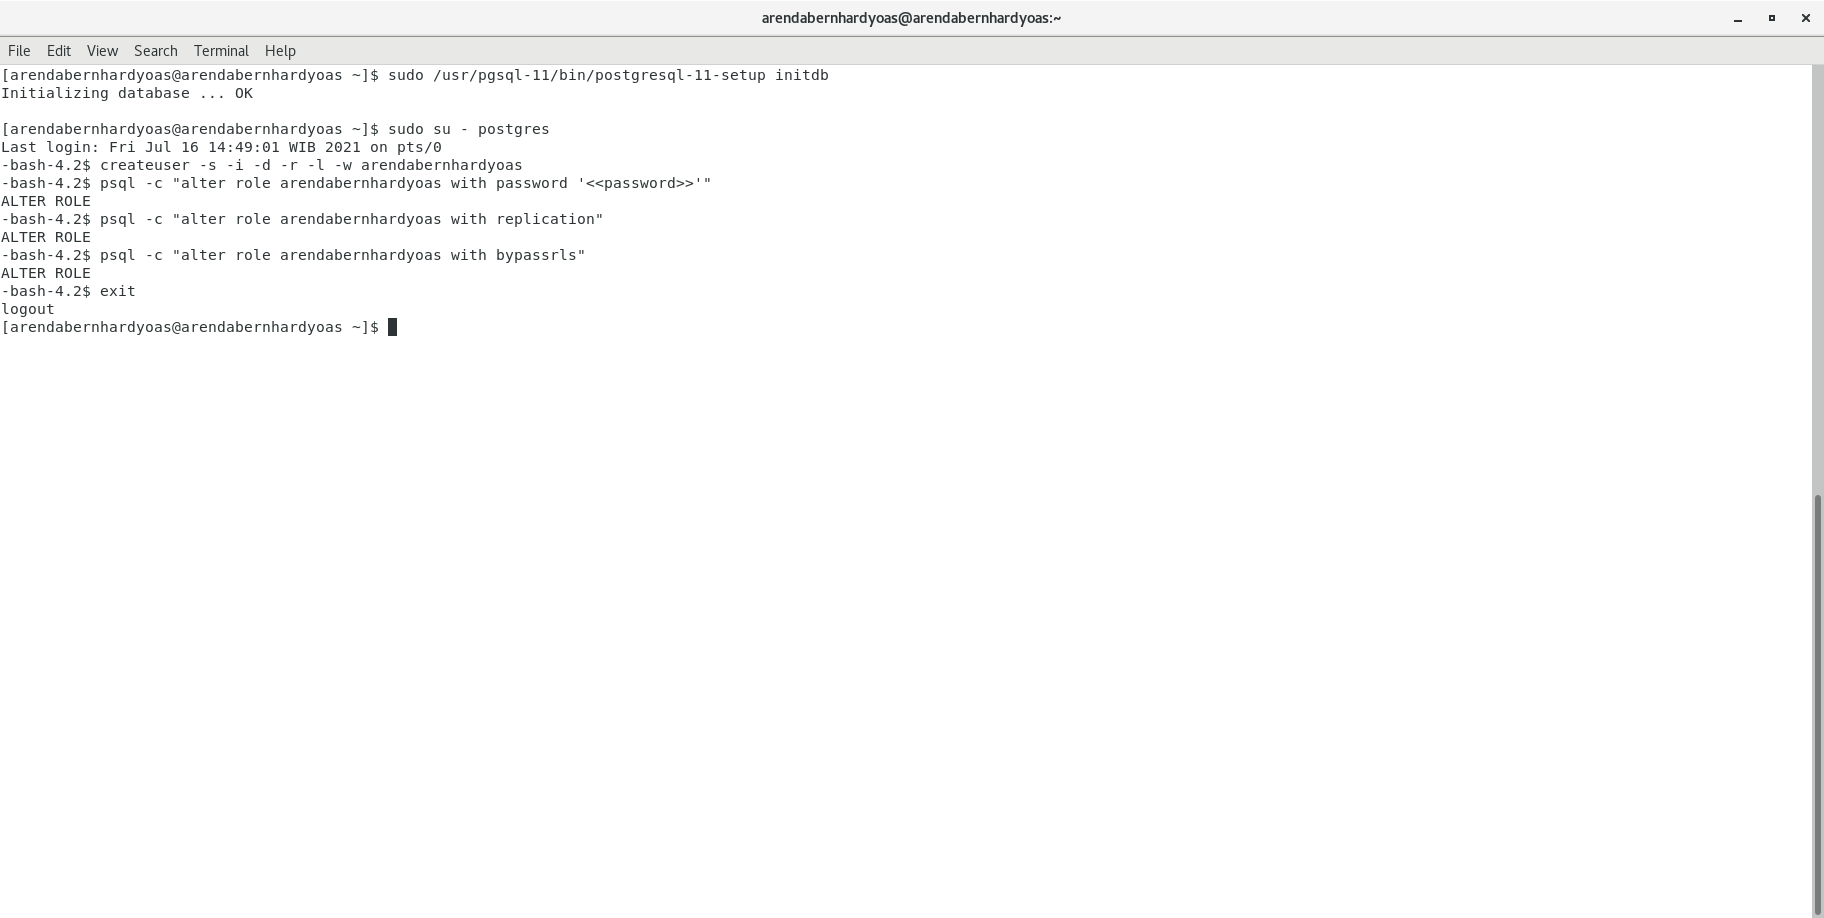 arendabernhardyoas@arendabernhardyoas:~
File Edit View Search Terminal Help
[arendabernhardyoas@arendabernhardyoas ~]$ sudo /usr/pgsql-11/bin/postgresql-11-setup initdb
Initializing database ... OK
[arendabernhardyoas@arendabernhardyoas ~]$ sudo su - postgres
Last login: Fri Jul 16 14:49:01 WIB 2021 on pts/0
-bash-4.2$ createuser -s -i -d -r -l -w arendabernhardyoas
-bash-4.2$ psql -c "alter role arendabernhardyoas with password '<<password>>'"
ALTER ROLE
-bash-4.2$ psql -c "alter role arendabernhardyoas with replication"
ALTER ROLE
-bash-4.2$ psql -c "alter role arendabernhardyoas with bypassrls"
ALTER ROLE
-bash-4.2$ exit
logout
[arendabernhardyoas@arendabernhardyoas ~]$